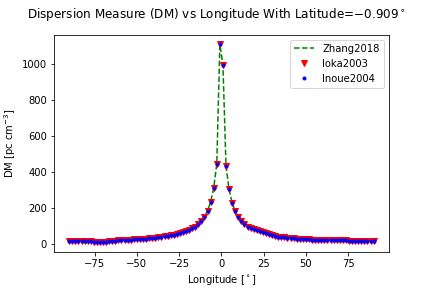 Dispersion Measure (DM) vs Longitude With Latitude=−0.909°
DM [pc cm⁻³]
1000
800
600
400
200
0
Zhang2018
Ioka2003
Inoue2004
−75 −50 −25 0 25 50 75
Longitude [°]